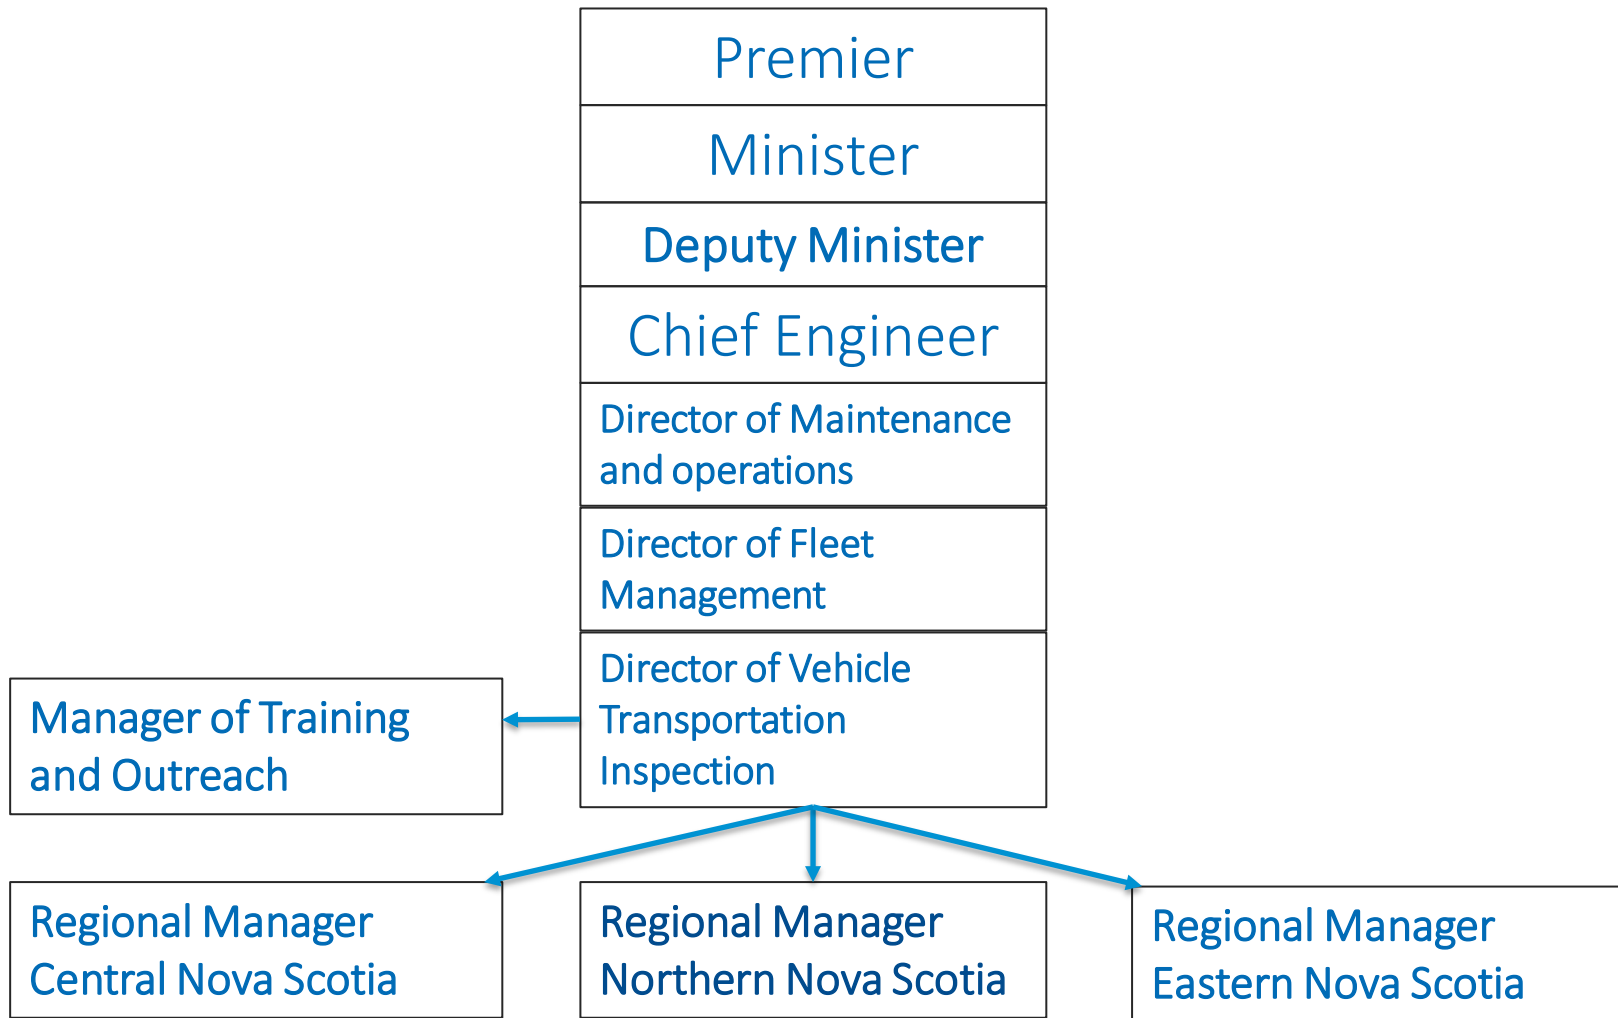 Premier
Minister
Deputy Minister
Chief Engineer
Director of Maintenance
and operations
Director of Fleet
Management
Director of Vehicle
Transportation
Inspection
Manager of Training
and Outreach
Regional Manager
Central Nova Scotia
Regional Manager
Northern Nova Scotia
Regional Manager
Eastern Nova Scotia